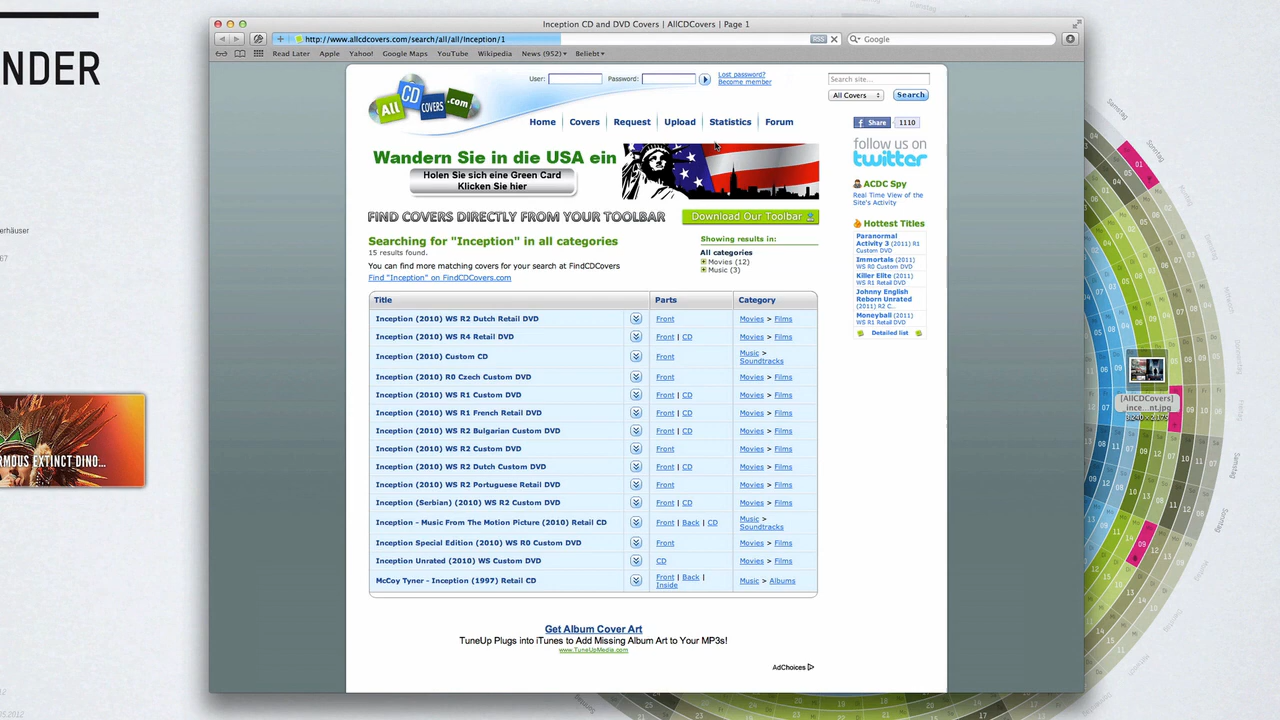 Inception CD and DVD Covers | AllCDCovers | Page 1
http://www.allcdcovers.com/search/all/all/Inception/1
RSS
Google
Read Later Apple Yahoo! Google Maps YouTube Wikipedia News (952) Beliebt
NDER
ALL CD COVERS .com
User: Password: Lost password?
Become member
Search site...
All Covers Search
Home Covers Request Upload Statistics Forum
Share 1110
follow us on
twitter
Wandern Sie in die USA ein
Holen Sie sich eine Green Card
Klicken Sie hier
ACDC Spy
Real Time View of the
Site's Activity
FIND COVERS DIRECTLY FROM YOUR TOOLBAR
Download Our Toolbar
Hottest Titles
Paranormal
Activity 3 (2011) R1
Custom DVD
Immortals (2011)
WS R0 Custom DVD
Killer Elite (2011)
WS R1 Retail DVD
Johnny English
Reborn Unrated
(2011) R2 C...
Moneyball (2011)
WS R1 Retail DVD
Detailed list
Searching for "Inception" in all categories
15 results found.
You can find more matching covers for your search at FindCDCovers
Find "Inception" on FindCDCovers.com
Showing results in:
All categories
Movies (12)
Music (3)
Title Parts Category
Inception (2010) WS R2 Dutch Retail DVD Front Movies > Films
Inception (2010) WS R4 Retail DVD Front | CD Movies > Films
Inception (2010) Custom CD Front Music >
Soundtracks
Inception (2010) R0 Czech Custom DVD Front Movies > Films
Inception (2010) WS R1 Custom DVD Front | CD Movies > Films
Inception (2010) WS R1 French Retail DVD Front | CD Movies > Films
Inception (2010) WS R2 Bulgarian Custom DVD Front | CD Movies > Films
Inception (2010) WS R2 Custom DVD Front Movies > Films
Inception (2010) WS R2 Dutch Custom DVD Front | CD Movies > Films
Inception (2010) WS R2 Portuguese Retail DVD Front Movies > Films
Inception (Serbian) (2010) WS R2 Custom DVD Front | CD Movies > Films
Inception - Music From The Motion Picture (2010) Retail CD Front | Back | CD Music >
Soundtracks
Inception Special Edition (2010) WS R0 Custom DVD Front Movies > Films
Inception Unrated (2010) WS Custom DVD CD Movies > Films
McCoy Tyner - Inception (1997) Retail CD Front | Back |
Inside Music > Albums
Get Album Cover Art
TuneUp Plugs into iTunes to Add Missing Album Art to Your MP3s!
www.TuneUpMedia.com
AdChoices
erhäuser
67
RMOUS EXTINCT DINO...
[AllCDCovers]
ince...nt.jpg
Samstag
Sonntag